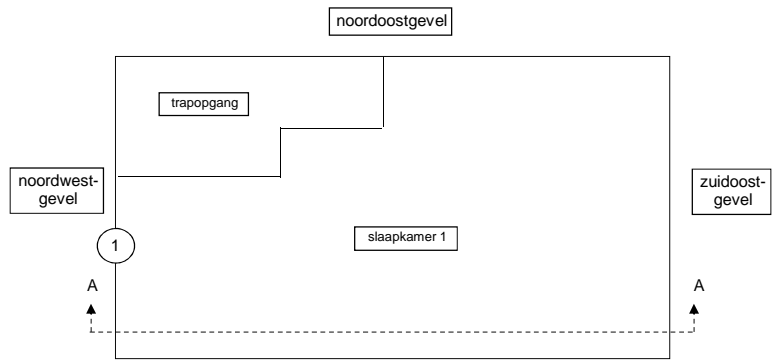 noordoostgevel
trapopgang
noordwest-
gevel
zuidoost-
gevel
1
slaapkamer 1
A
A